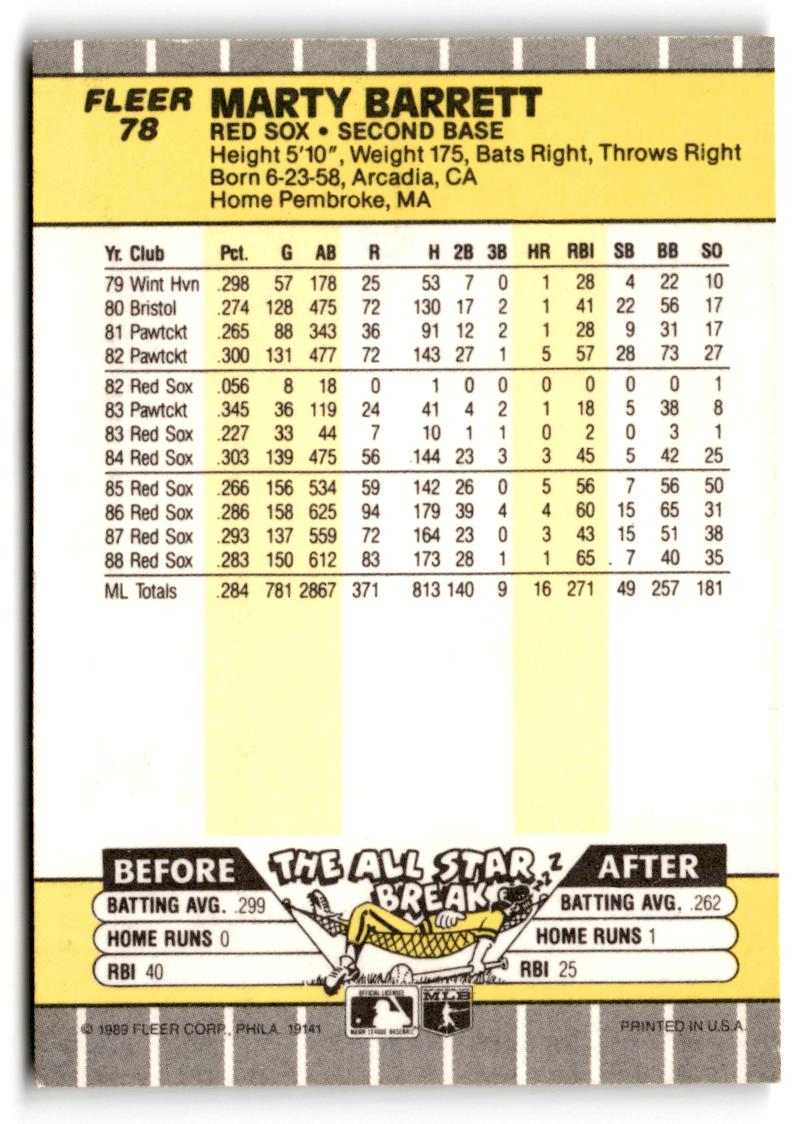 FLEER
78
MARTY BARRETT
RED SOX • SECOND BASE
Height 5'10", Weight 175, Bats Right, Throws Right
Born 6-23-58, Arcadia, CA
Home Pembroke, MA
Yr. Club Pct. G AB R H 2B 3B HR RBI SB BB SO
79 Wint Hvn .298 57 178 25 53 7 0 1 28 4 22 10
80 Bristol .274 128 475 72 130 17 2 1 41 22 56 17
81 Pawtckt .265 88 343 36 91 12 2 1 28 9 31 17
82 Pawtckt .300 131 477 72 143 27 1 5 57 28 73 27
82 Red Sox .056 8 18 0 1 0 0 0 0 0 0 1
83 Pawtckt .345 36 119 24 41 4 2 1 18 5 38 8
83 Red Sox .227 33 44 7 10 1 1 0 2 0 3 1
84 Red Sox .303 139 475 56 144 23 3 3 45 5 42 25
85 Red Sox .266 156 534 59 142 26 0 5 56 7 56 50
86 Red Sox .286 158 625 94 179 39 4 4 60 15 65 31
87 Red Sox .293 137 559 72 164 23 0 3 43 15 51 38
88 Red Sox .283 150 612 83 173 28 1 1 65 7 40 35
ML Totals .284 781 2867 371 813 140 9 16 271 49 257 181
BEFORE THE ALL STAR BREAK AFTER
ZZZZ
BATTING AVG. .299 BATTING AVG. .262
HOME RUNS 0 HOME RUNS 1
RBI 40 RBI 25
OFFICIAL LICENSEE
MAJOR LEAGUE BASEBALL
MLB
© 1989 FLEER CORP., PHILA. 19141 PRINTED IN U.S.A.